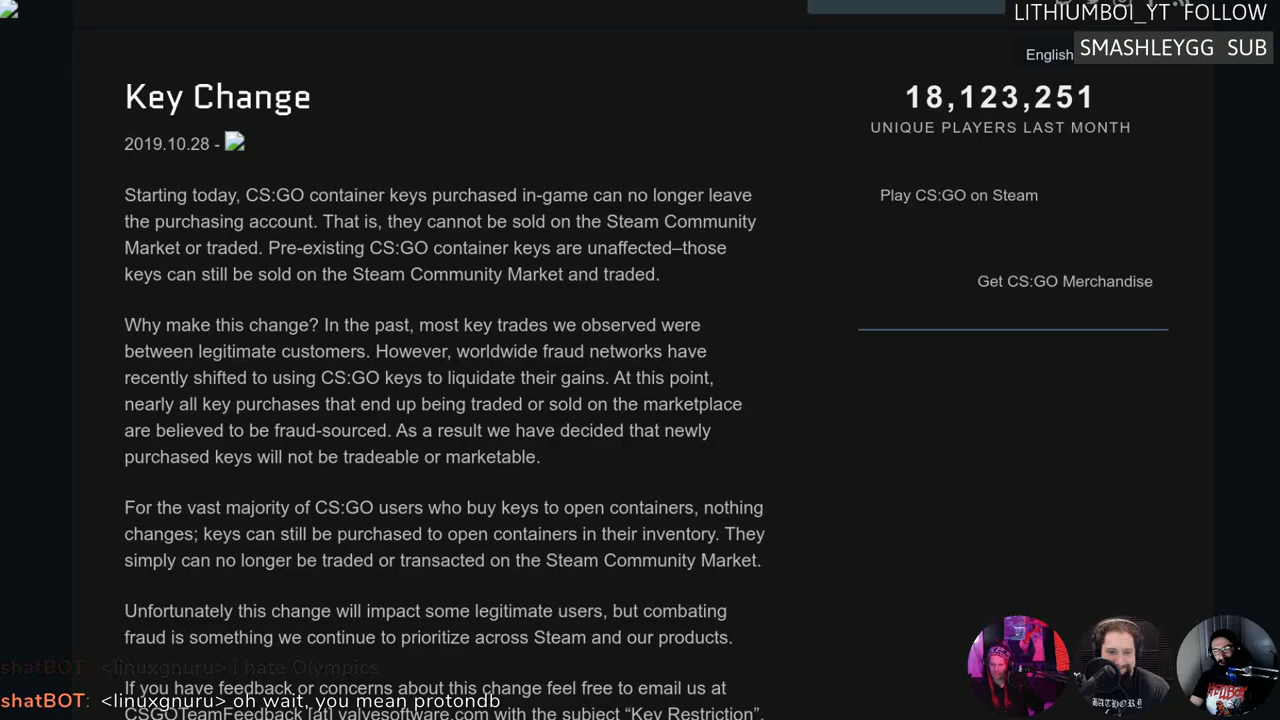 LITHIUMBOI_YT FOLLOW
English
SMASHLEYGG SUB
Key Change
18,123,251
UNIQUE PLAYERS LAST MONTH
2019.10.28 -
Starting today, CS:GO container keys purchased in-game can no longer leave
the purchasing account. That is, they cannot be sold on the Steam Community
Market or traded. Pre-existing CS:GO container keys are unaffected–those
keys can still be sold on the Steam Community Market and traded.
Play CS:GO on Steam
Get CS:GO Merchandise
Why make this change? In the past, most key trades we observed were
between legitimate customers. However, worldwide fraud networks have
recently shifted to using CS:GO keys to liquidate their gains. At this point,
nearly all key purchases that end up being traded or sold on the marketplace
are believed to be fraud-sourced. As a result we have decided that newly
purchased keys will not be tradeable or marketable.
For the vast majority of CS:GO users who buy keys to open containers, nothing
changes; keys can still be purchased to open containers in their inventory. They
simply can no longer be traded or transacted on the Steam Community Market.
Unfortunately this change will impact some legitimate users, but combating
fraud is something we continue to prioritize across Steam and our products.
shatBOT: <linuxgnuru> i hate Olympics
If you have feedback or concerns about this change feel free to email us at
shatBOT: <linuxgnuru> oh wait, you mean protondb
CSGOTeamFeedback [at] valvesoftware.com with the subject “Key Restriction”.
BATHORY